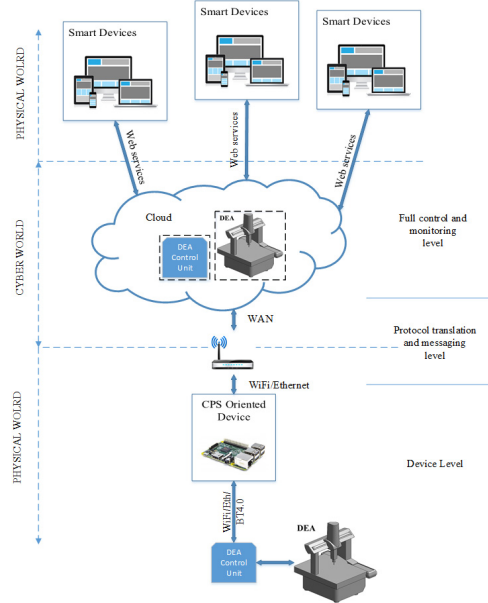 Smart Devices
Smart Devices
Smart Devices
PHYSICAL WOLRD
Web services
Web services
Web services
CYBER WORLD
Cloud
DEA
DEA
Control
Unit
Full control and
monitoring
level
WAN
Protocol translation
and messaging
level
WiFi/Ethernet
CPS Oriented
Device
PHYSICAL WOLRD
Device Level
WiFi/Eth/
BT4.0
DEA
DEA
Control
Unit